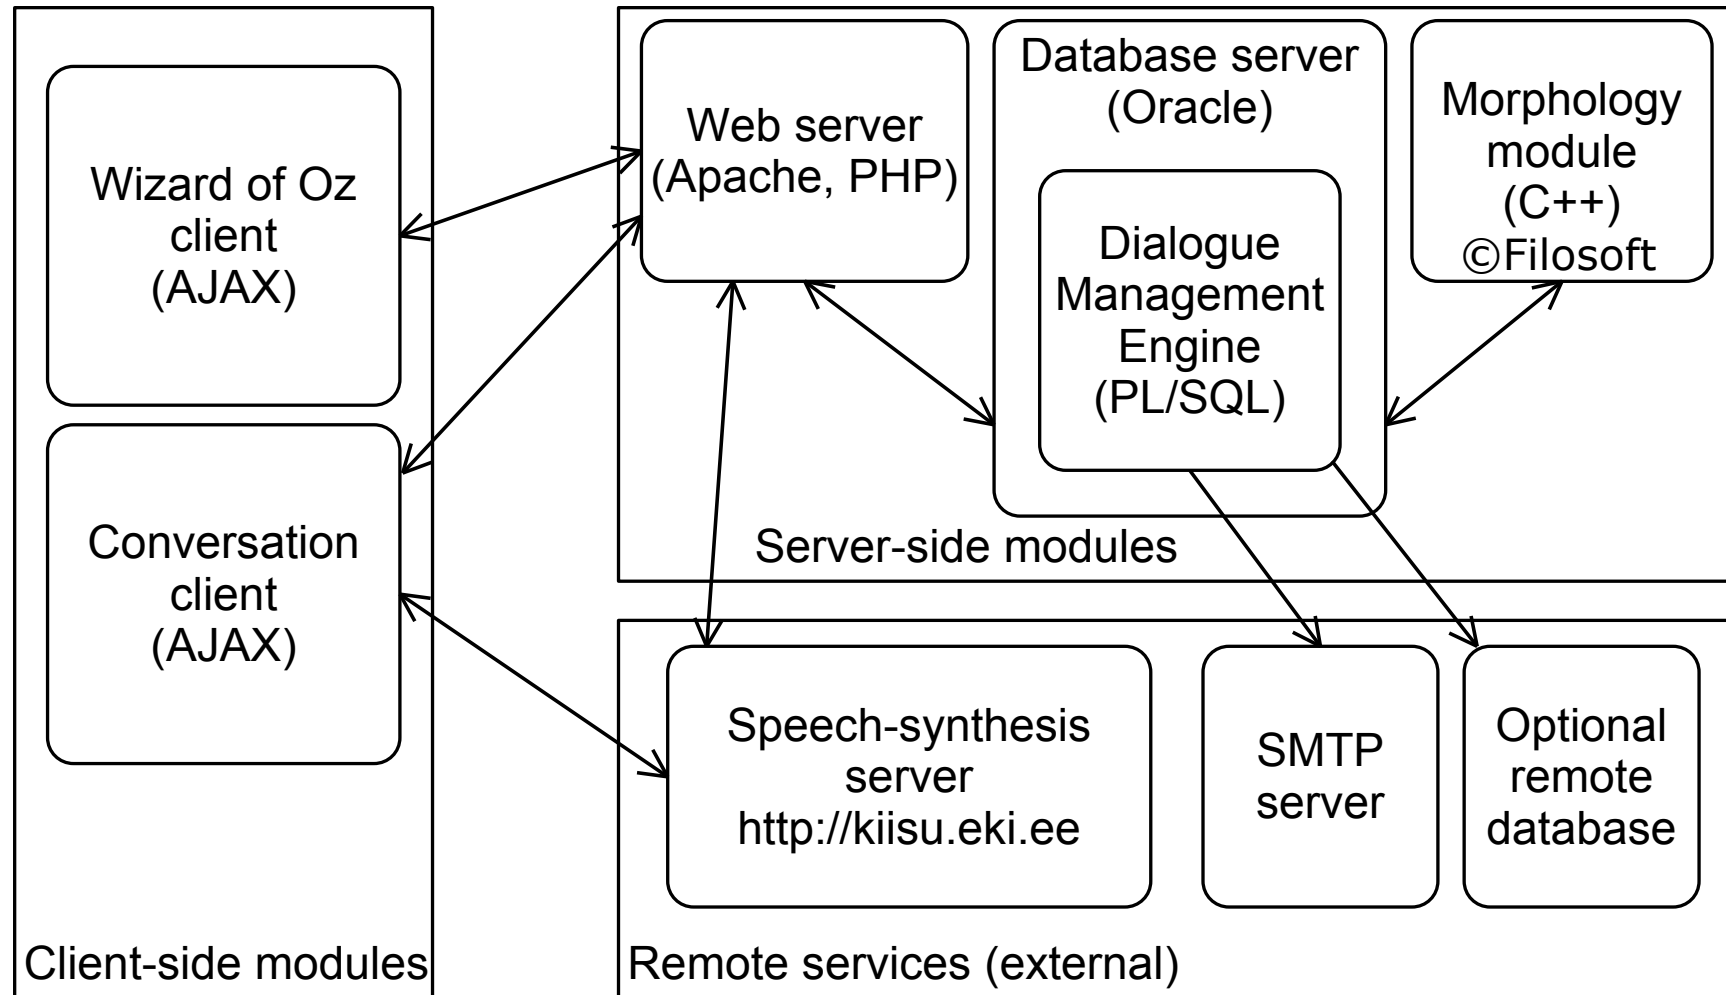 Wizard of Oz
client
(AJAX)
Conversation
client
(AJAX)
Client-side modules
Web server
(Apache, PHP)
Database server
(Oracle)
Dialogue
Management
Engine
(PL/SQL)
Morphology
module
(C++)
©Filosoft
Server-side modules
Speech-synthesis
server
http://kiisu.eki.ee
SMTP
server
Optional
remote
database
Remote services (external)